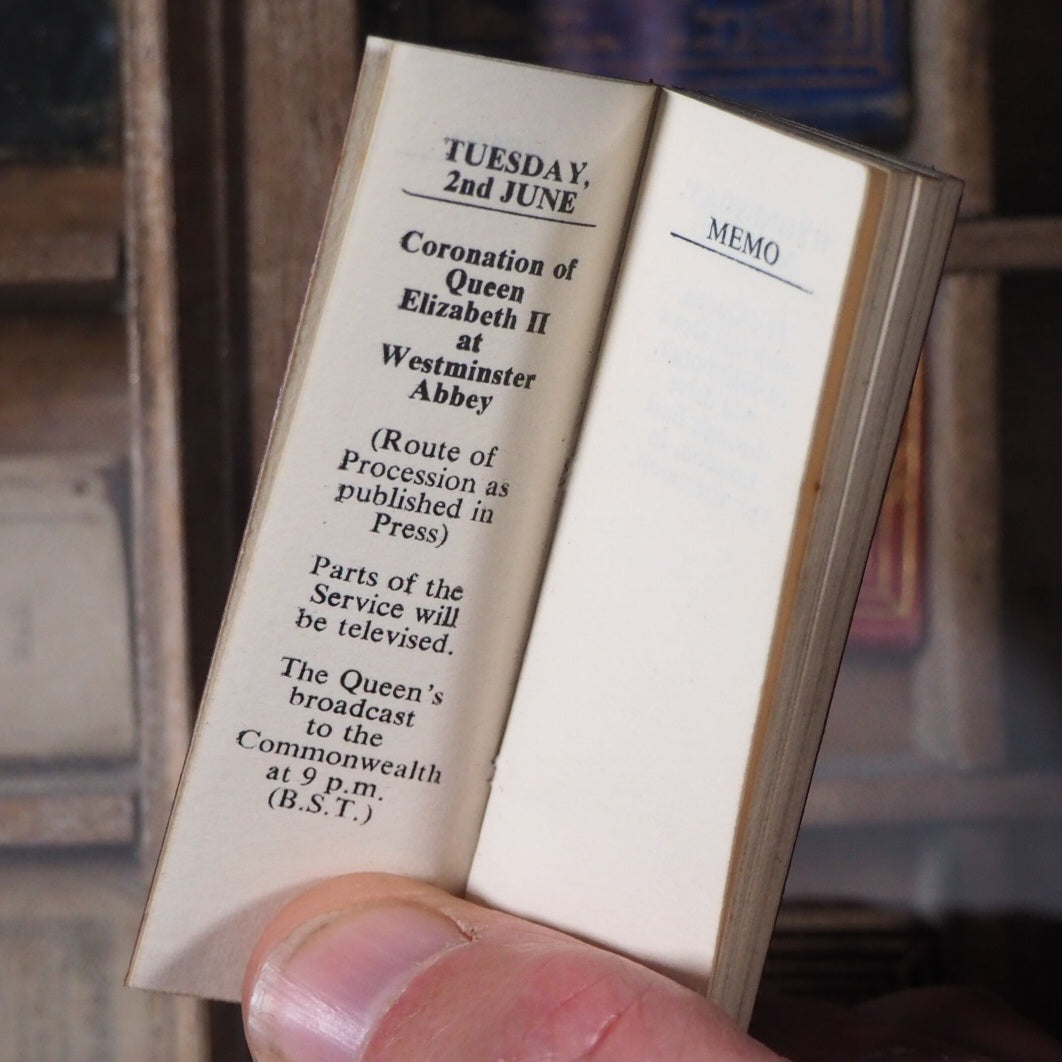 TUESDAY,
2nd JUNE
Coronation of
Queen
Elizabeth II
at
Westminster
Abbey
(Route of
Procession as
published in
Press)
Parts of the
Service will
be televised.
The Queen's
broadcast
to the
Commonwealth
at 9 p.m.
(B.S.T.)
MEMO